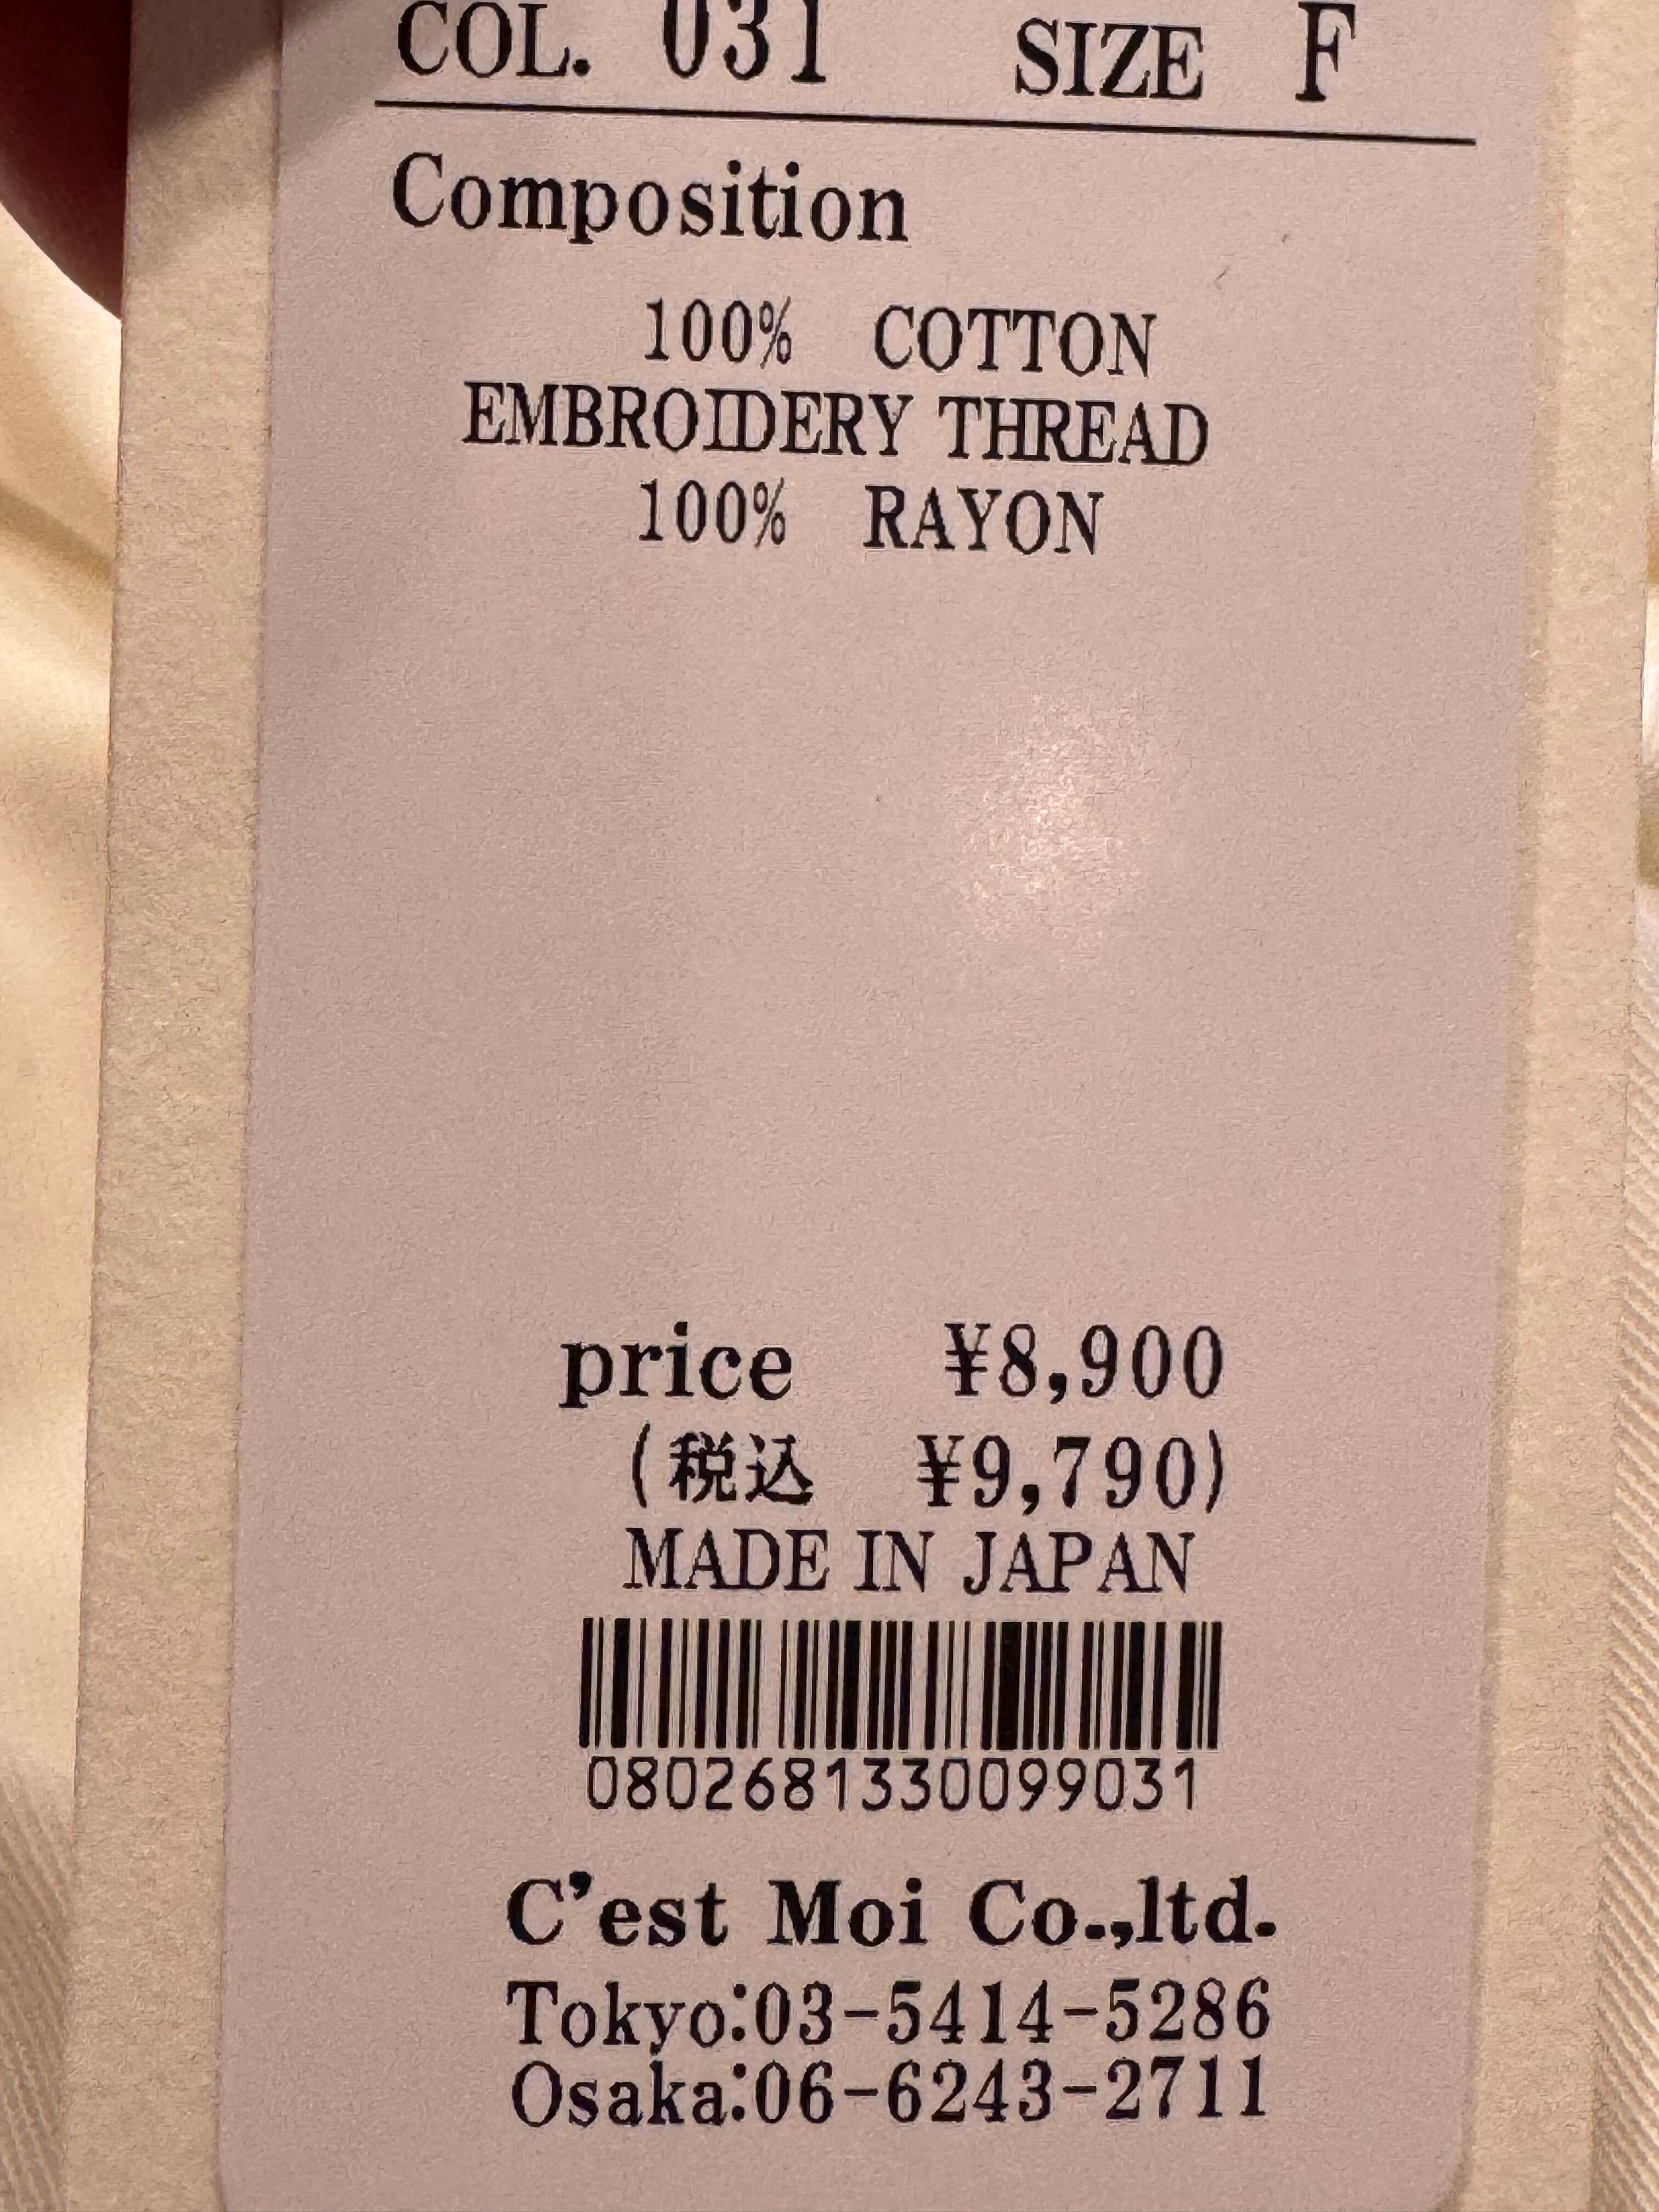 COL. 031 SIZE F
Composition
100% COTTON
EMBROIDERY THREAD
100% RAYON
price ¥8,900
(税込 ¥9,790)
MADE IN JAPAN
0802681330099031
C'est Moi Co.,ltd.
Tokyo:03-5414-5286
Osaka:06-6243-2711